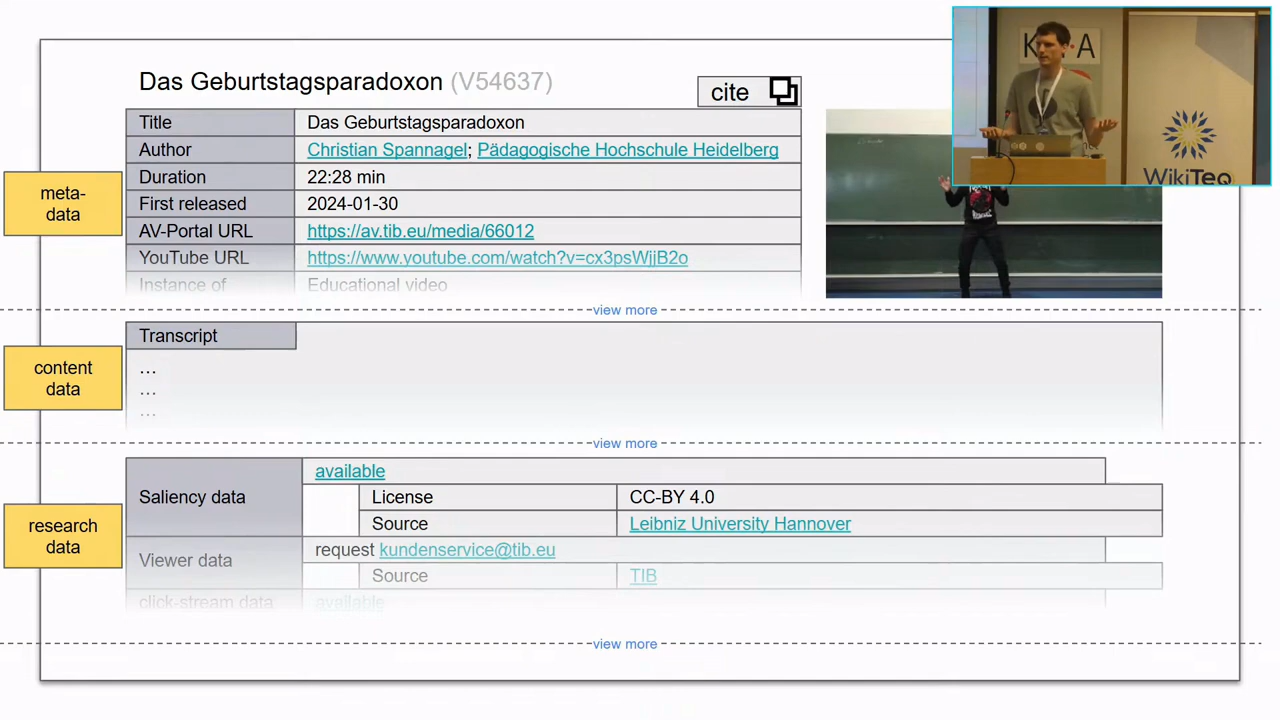 Das Geburtstagsparadoxon (V54637)
cite
Title Das Geburtstagsparadoxon
Author Christian Spannagel; Pädagogische Hochschule Heidelberg
Duration 22:28 min
First released 2024-01-30
AV-Portal URL https://av.tib.eu/media/66012
YouTube URL https://www.youtube.com/watch?v=cx3psWjjB2o
Instance of Educational video
meta-
data
view more
Transcript
…
…
…
content
data
view more
Saliency data available
License CC-BY 4.0
Source Leibniz University Hannover
research
data
Viewer data request kundenservice@tib.eu
Source TIB
click-stream data available
view more
WikiTeq